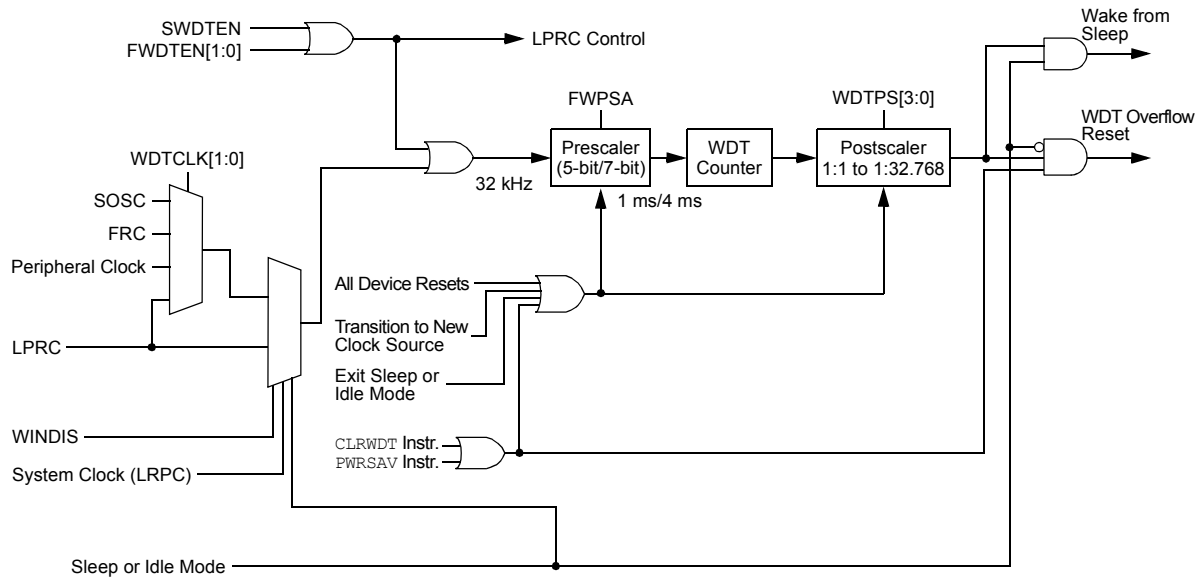 SWDTEN
FWDTEN[1:0]
LPRC Control
Wake from
Sleep
FWPSA
WDTPS[3:0]
WDT Overflow
Reset
Prescaler
(5-bit/7-bit)
WDT
Counter
Postscaler
1:1 to 1:32.768
WDTCLK[1:0]
32 kHz
1 ms/4 ms
SOSC
FRC
Peripheral Clock
LPRC
All Device Resets
Transition to New
Clock Source
Exit Sleep or
Idle Mode
WINDIS
CLRWDT Instr.
PWRSAV Instr.
System Clock (LRPC)
Sleep or Idle Mode